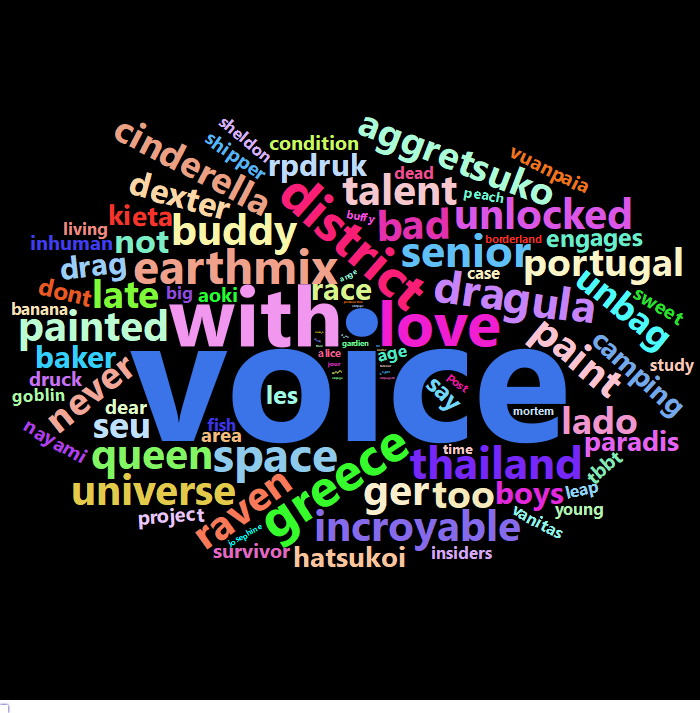 sheldon
shipper
condition
aggretsuko
vuanpaia
cinderella
rpdruk
dead
peach
dexter
district
talent
buffy
bad
unlocked
kieta
living
inhuman
not
buddy
senior
borderland
engages
drag
earthmix
case
portugal
dont
late
big
aoki
race
arge
dragula
unbag
sweet
banana
painted
with
love
paint
camping
baker
alice
age
gardien
jour
voice
study
druck
goblin
never
dear
les
say
Post
mortem
seu
fish
area
lado
nayami
paradis
queen
space
greece
time
thailand
tbbt
universe
raven
ger
too
boys
leap
project
josephine
incroyable
vanitas
young
survivor
hatsukoi
insiders